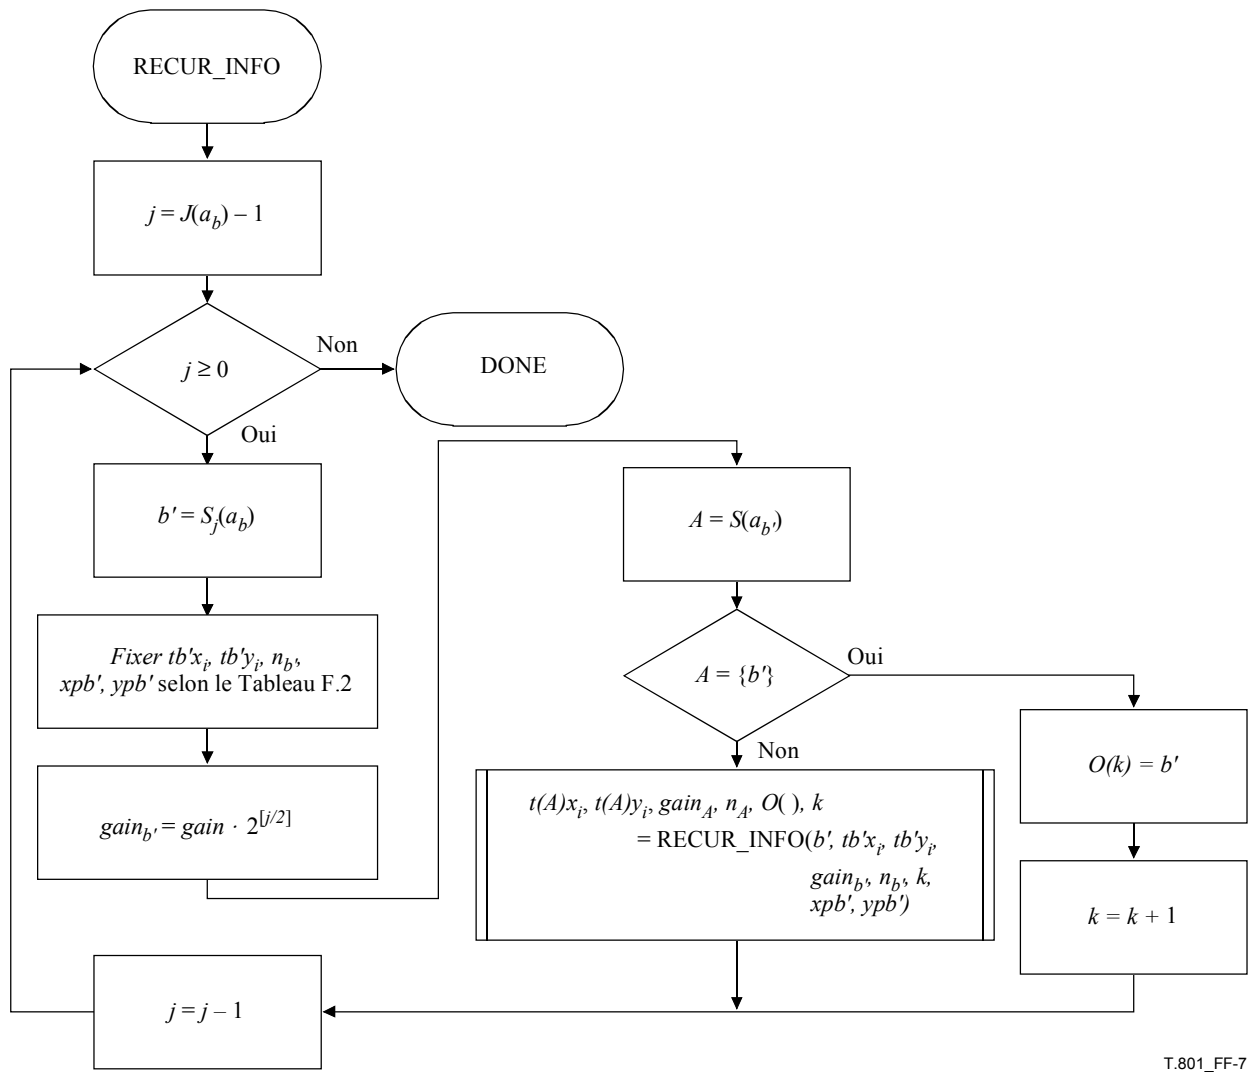 RECUR_INFO
j = J(a_b) – 1
j ≥ 0
Non
DONE
Oui
b' = S_j(a_b)
Fixer tb'x_i, tb'y_i, n_b',
xpb', ypb' selon le Tableau F.2
gain_b' = gain · 2^[j/2]
A = S(a_b')
A = {b'}
Oui
Non
O(k) = b'
t(A)x_i, t(A)y_i, gain_A, n_A, O( ), k
= RECUR_INFO(b', tb'x_i, tb'y_i,
gain_b', n_b', k,
xpb', ypb')
k = k + 1
j = j – 1
T.801_FF-7